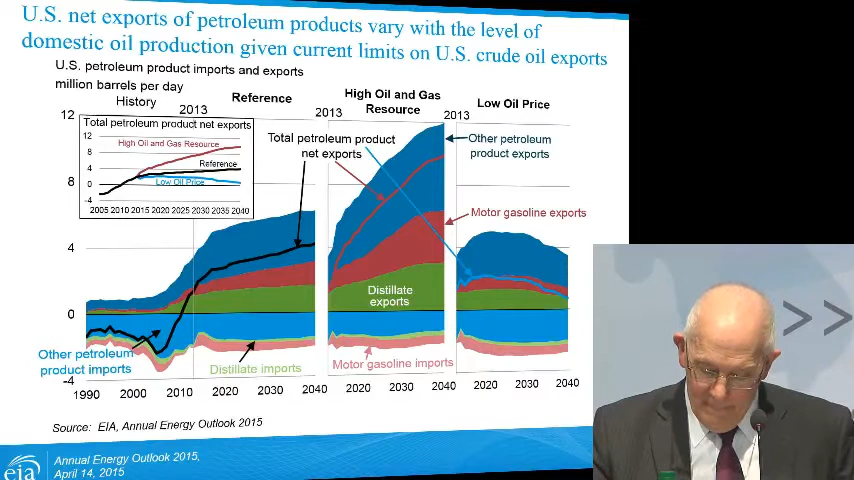 U.S. net exports of petroleum products vary with the level of
domestic oil production given current limits on U.S. crude oil exports
U.S. petroleum product imports and exports
million barrels per day
History
2013
Reference
2013
High Oil and Gas
Resource
2013
Low Oil Price
12
8
4
0
-4
Total petroleum product net exports
12
8
4
0
-4
High Oil and Gas Resource
Reference
Low Oil Price
2005 2010 2015 2020 2025 2030 2035 2040
Total petroleum product
net exports
Other petroleum
product exports
Motor gasoline exports
Distillate
exports
Other petroleum
product imports
Distillate imports
Motor gasoline imports
1990 2000 2010 2020 2030 2040
2020 2030 2040
2020 2030 2040
Source: EIA, Annual Energy Outlook 2015
eia
Annual Energy Outlook 2015,
April 14, 2015
>>